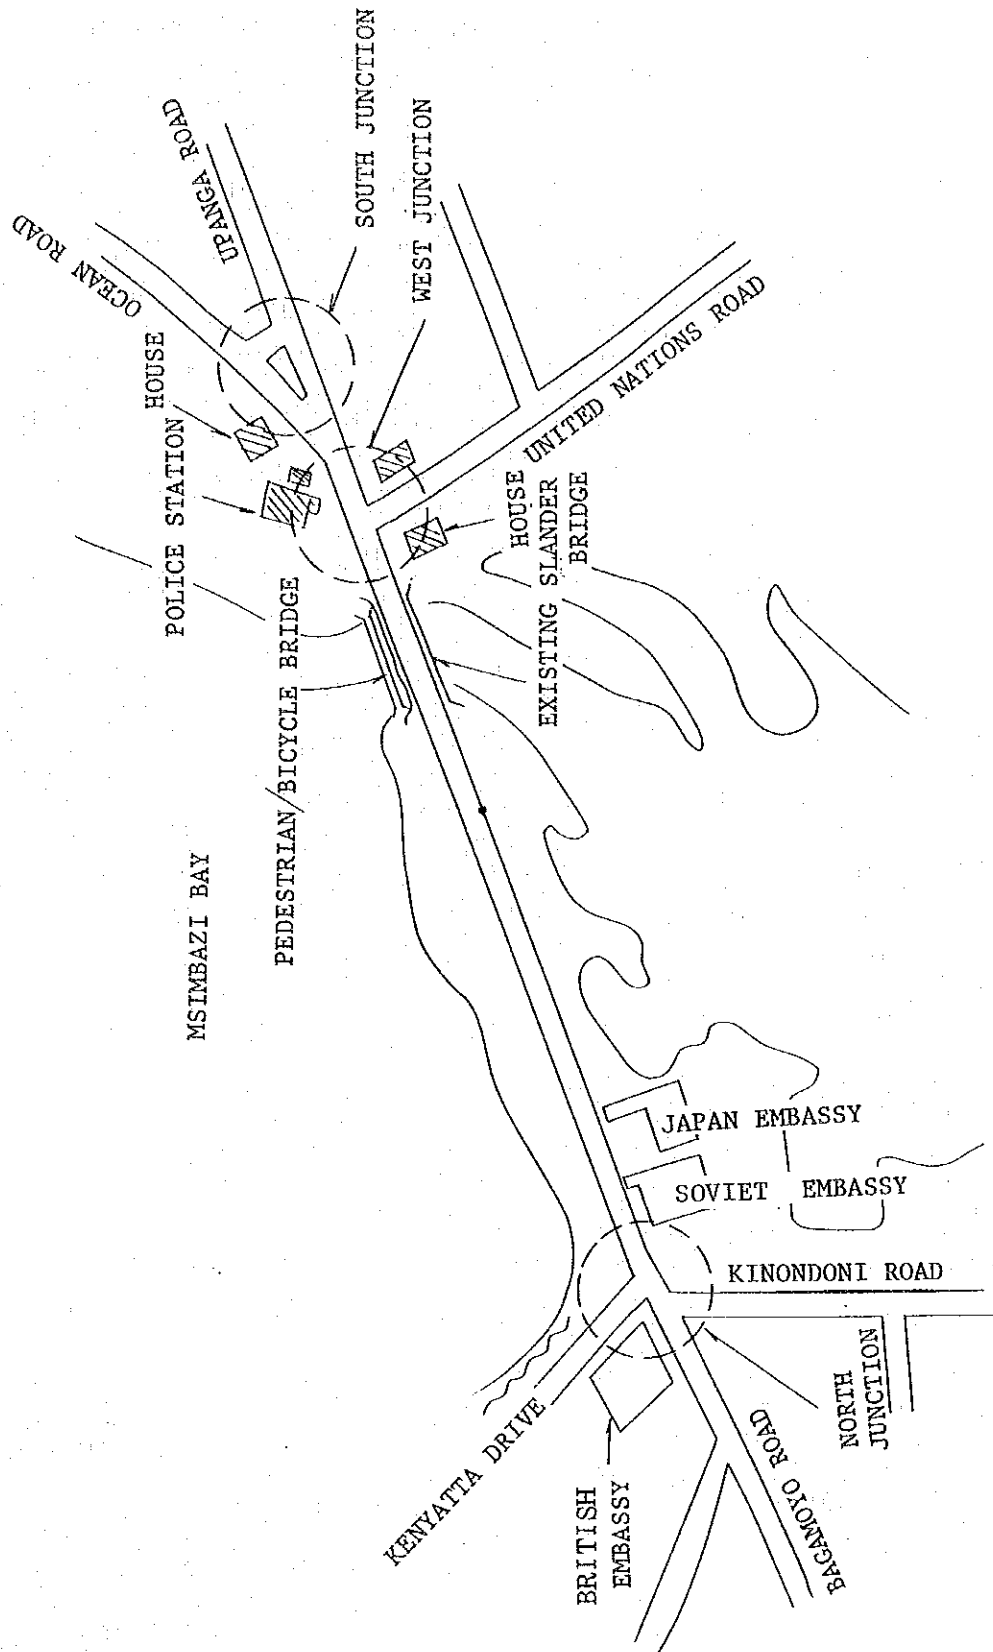 OCEAN ROAD
UPANGA ROAD
SOUTH JUNCTION
WEST JUNCTION
HOUSE
POLICE STATION
UNITED NATIONS ROAD
HOUSE
EXISTING SLANDER
BRIDGE
PEDESTRIAN/BICYCLE BRIDGE
MSIMBAZI BAY
JAPAN EMBASSY
SOVIET EMBASSY
KINONDONI ROAD
NORTH
JUNCTION
KENYATTA DRIVE
BRITISH
EMBASSY
BAGAMOYO ROAD